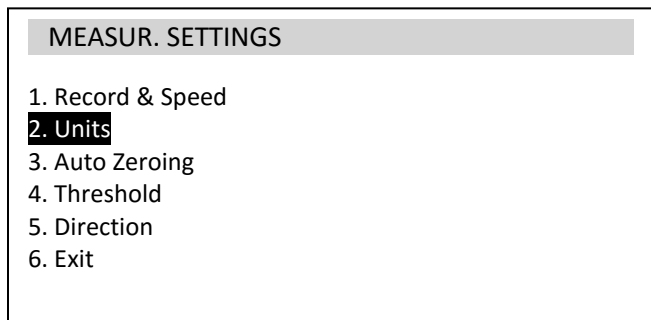 MEASUR. SETTINGS
1. Record & Speed
2. Units
3. Auto Zeroing
4. Threshold
5. Direction
6. Exit